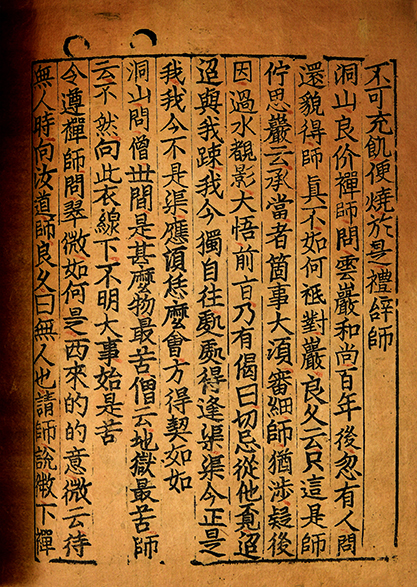 不可充飢便燒於是禮辝師
洞山良价禪師問雲巖和尚百年後忽有人問
還貌得師真不如何祗對巖良久云只這是師
佇思巖云承當者箇事大湏審細師猶涉疑後
因過水觀影大悟前旨乃有偈曰切忌從他覔迢
迢與我踈我今獨自往處處得逢渠渠今正是
我我今不是渠應湏恁麽會方得契如如
洞山問僧世間是甚麽物最苦僧云地獄最苦師
云不然向此衣線下不明大事始是苦
令遵禪師問翠微如何是西來的的意微云待
無人時向汝道師良久曰無人也請師說微下禪